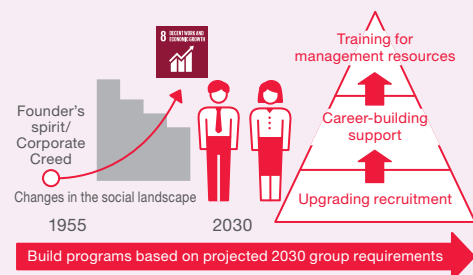 8 DECENT WORK AND
ECONOMIC GROWTH
Founder's
spirit/
Corporate
Creed
Changes in the social landscape
1955
2030
Training for
management resources
Career-building
support
Upgrading recruitment
Build programs based on projected 2030 group requirements